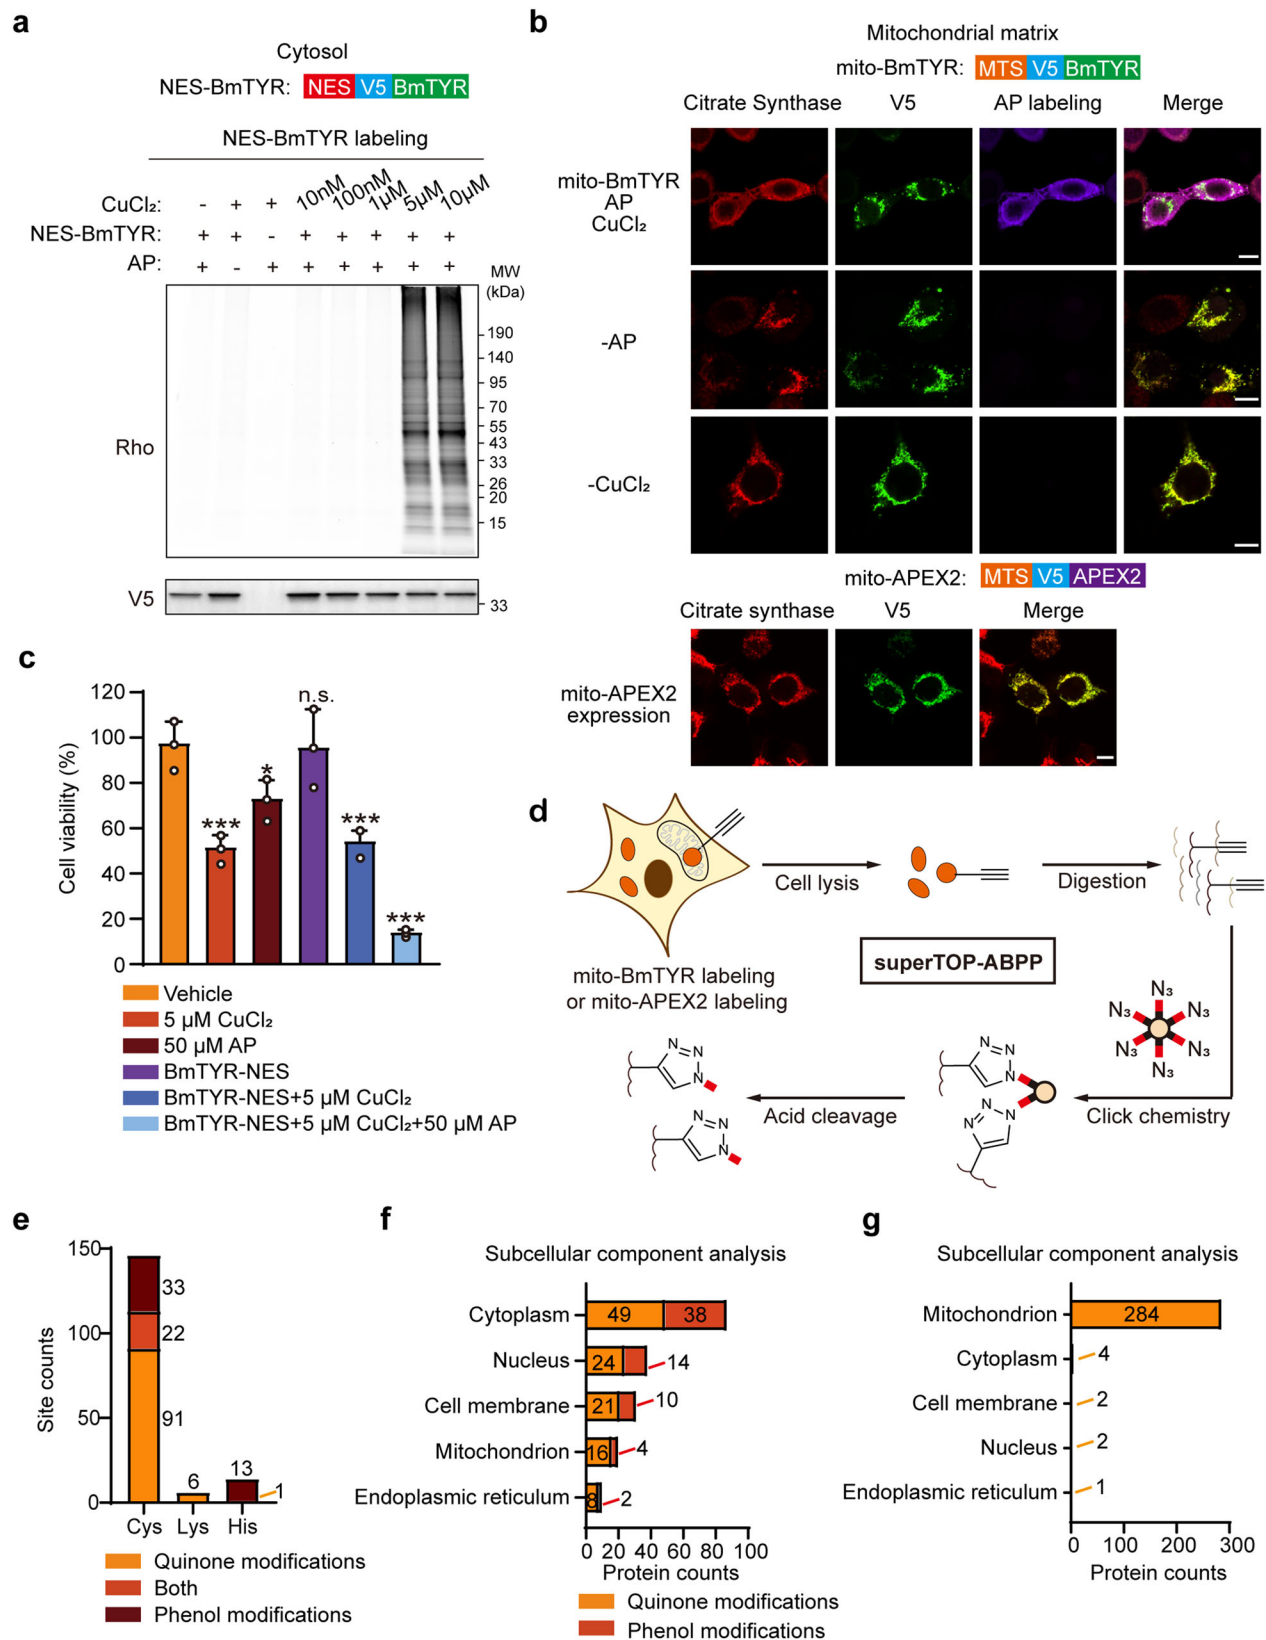 a
Cytosol
NES-BmTYR: NES V5 BmTYR
NES-BmTYR labeling
CuCl₂: - + + 10nM 100nM 1µM 5µM 10µM
NES-BmTYR: + + - + + + + +
AP: + - + + + + + +
MW
(kDa)
190
140
95
70
55
43
33
26
20
15
Rho
V5
33
b
Mitochondrial matrix
mito-BmTYR: MTS V5 BmTYR
Citrate Synthase V5 AP labeling Merge
mito-BmTYR
AP
CuCl₂
-AP
-CuCl₂
mito-APEX2: MTS V5 APEX2
Citrate synthase V5 Merge
mito-APEX2
expression
c
Cell viability (%)
120
100
80
60
40
20
0
***
*
n.s.
***
***
Vehicle
5 µM CuCl₂
50 µM AP
BmTYR-NES
BmTYR-NES+5 µM CuCl₂
BmTYR-NES+5 µM CuCl₂+50 µM AP
d
Cell lysis
Digestion
mito-BmTYR labeling
or mito-APEX2 labeling
superTOP-ABPP
N₃
N₃ N₃
N₃ N₃
N₃
Click chemistry
N N
N
N N
N
Acid cleavage
N N
N
N N
N
e
Site counts
150
100
50
0
33
22
91
6
13
1
Cys Lys His
Quinone modifications
Both
Phenol modifications
f
Subcellular component analysis
Cytoplasm 49 38
Nucleus 24 14
Cell membrane 21 10
Mitochondrion 16 4
Endoplasmic reticulum 8 2
0 20 40 60 80 100
Protein counts
Quinone modifications
Phenol modifications
g
Subcellular component analysis
Mitochondrion 284
Cytoplasm 4
Cell membrane 2
Nucleus 2
Endoplasmic reticulum 1
0 100 200 300
Protein counts